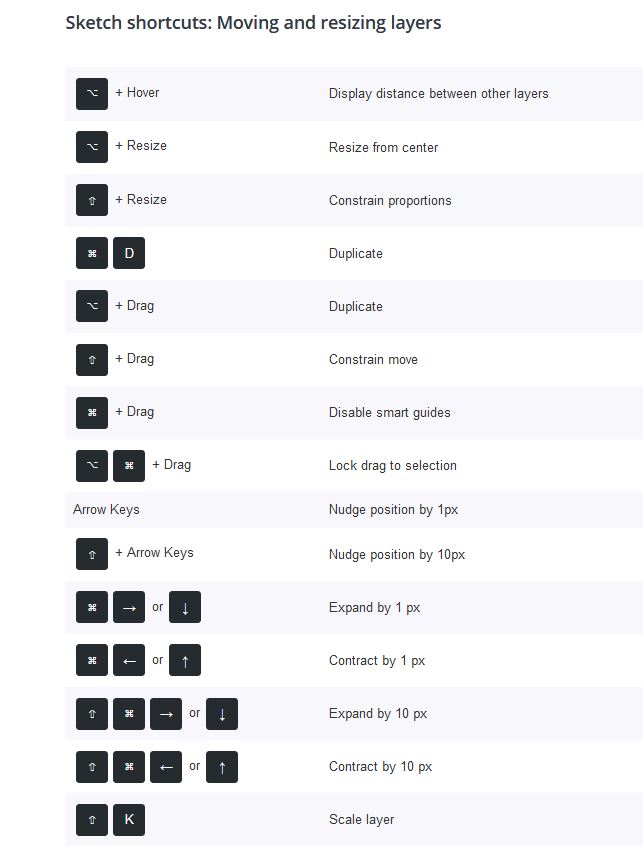 Sketch shortcuts: Moving and resizing layers
⌥ + Hover Display distance between other layers
⌥ + Resize Resize from center
⇧ + Resize Constrain proportions
⌘ D Duplicate
⌥ + Drag Duplicate
⇧ + Drag Constrain move
⌘ + Drag Disable smart guides
⌥ ⌘ + Drag Lock drag to selection
Arrow Keys Nudge position by 1px
⇧ + Arrow Keys Nudge position by 10px
⌘ → or ↓ Expand by 1 px
⌘ ← or ↑ Contract by 1 px
⇧ ⌘ → or ↓ Expand by 10 px
⇧ ⌘ ← or ↑ Contract by 10 px
⇧ K Scale layer